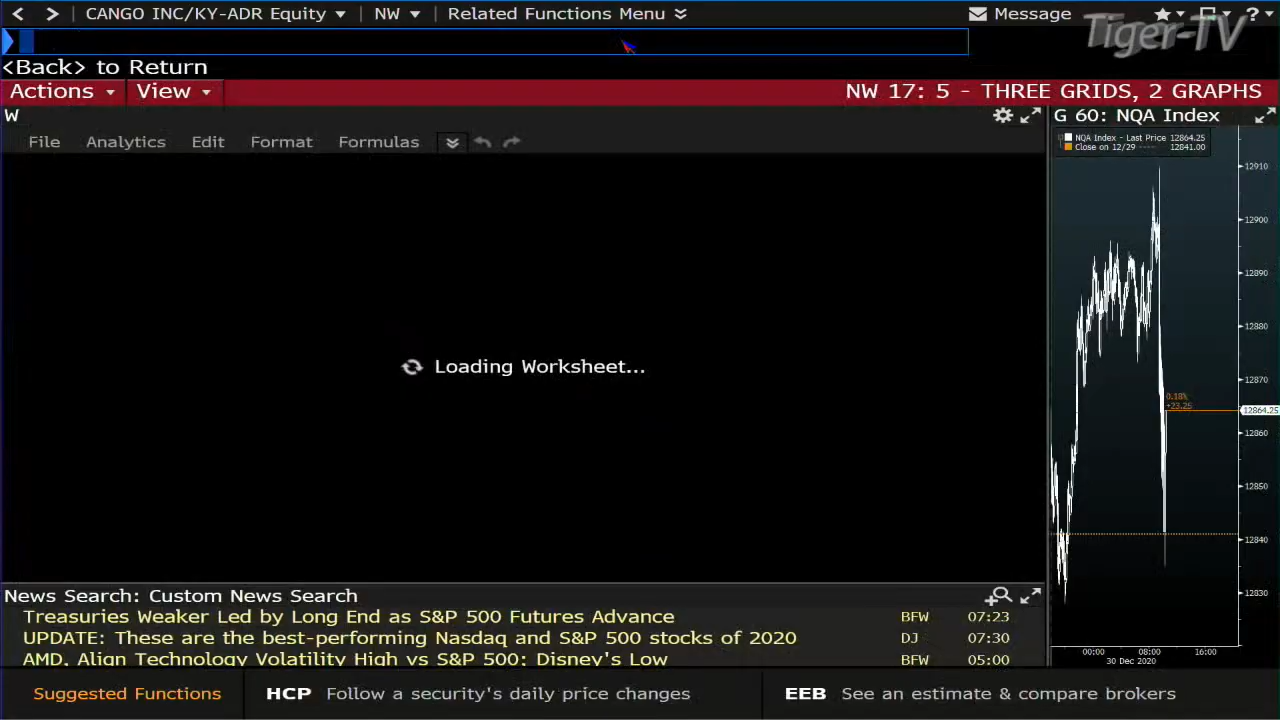 CANGO INC/KY-ADR Equity NW Related Functions Menu Message ?
Tiger-TV
<Back> to Return
Actions View NW 17: 5 - THREE GRIDS, 2 GRAPHS
W
G 60: NQA Index
File Analytics Edit Format Formulas
NQA Index - Last Price 12864.25
Close on 12/29 ---- 12841.00
12910
12900
12890
12880
12870
0.18%
+23.25
12864.25
12860
12850
12840
12830
00:00 08:00 16:00
30 Dec 2020
Loading Worksheet...
News Search: Custom News Search
Treasuries Weaker Led by Long End as S&P 500 Futures Advance BFW 07:23
UPDATE: These are the best-performing Nasdaq and S&P 500 stocks of 2020 DJ 07:30
AMD, Align Technology Volatility High vs S&P 500; Disney's Low BFW 05:00
Suggested Functions HCP Follow a security's daily price changes EEB See an estimate & compare brokers